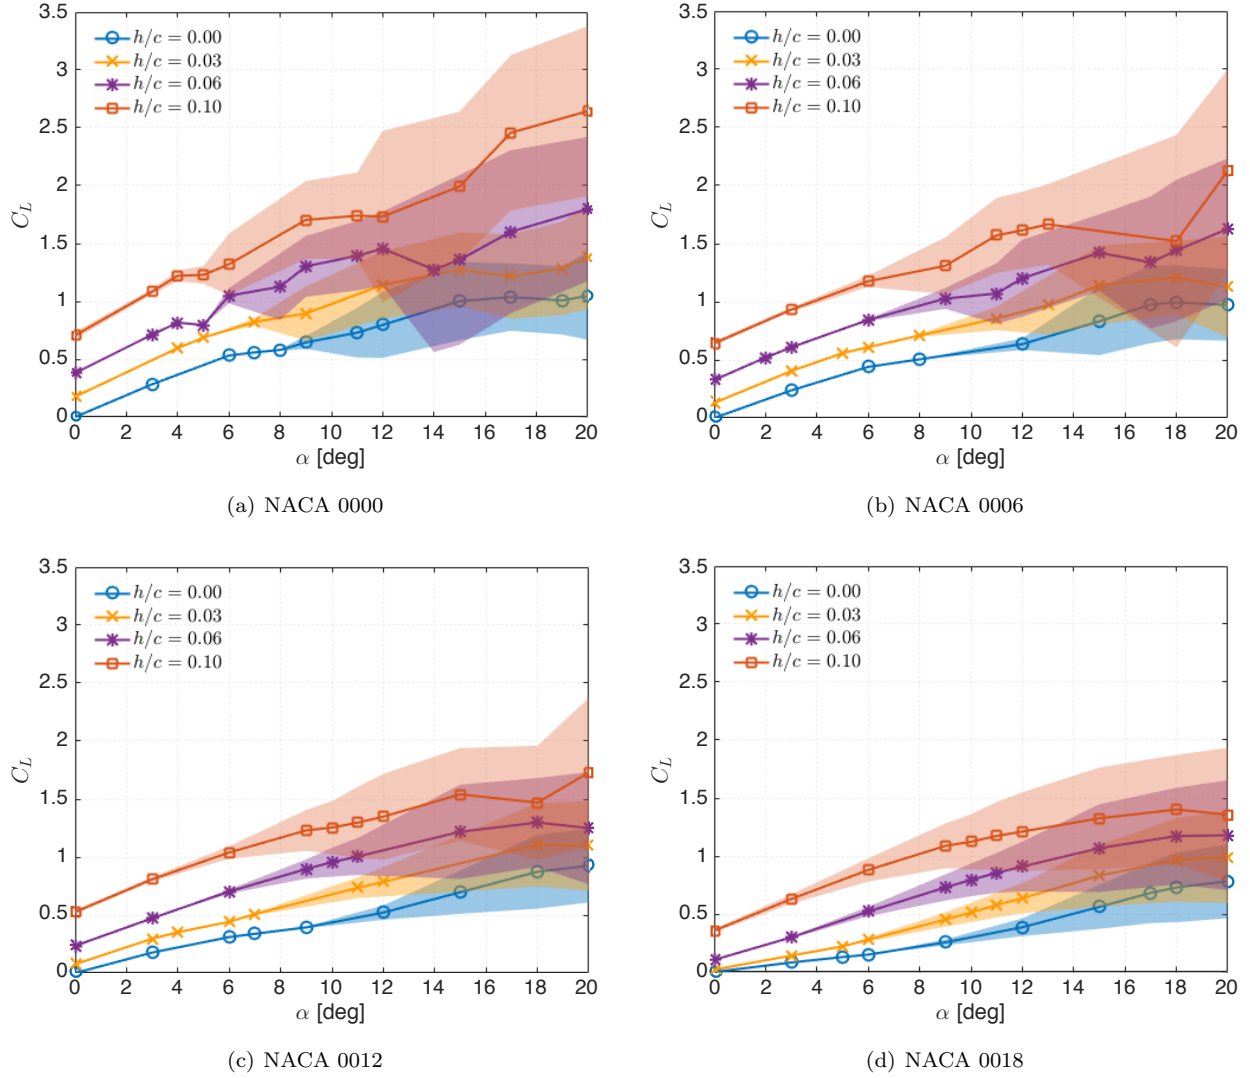 3.5
3
2.5
2
1.5
1
0.5
0
C_L
h/c = 0.00
h/c = 0.03
h/c = 0.06
h/c = 0.10
0 2 4 6 8 10 12 14 16 18 20
α [deg]
(a) NACA 0000
3.5
3
2.5
2
1.5
1
0.5
0
C_L
h/c = 0.00
h/c = 0.03
h/c = 0.06
h/c = 0.10
0 2 4 6 8 10 12 14 16 18 20
α [deg]
(b) NACA 0006
3.5
3
2.5
2
1.5
1
0.5
0
C_L
h/c = 0.00
h/c = 0.03
h/c = 0.06
h/c = 0.10
0 2 4 6 8 10 12 14 16 18 20
α [deg]
(c) NACA 0012
3.5
3
2.5
2
1.5
1
0.5
0
C_L
h/c = 0.00
h/c = 0.03
h/c = 0.06
h/c = 0.10
0 2 4 6 8 10 12 14 16 18 20
α [deg]
(d) NACA 0018